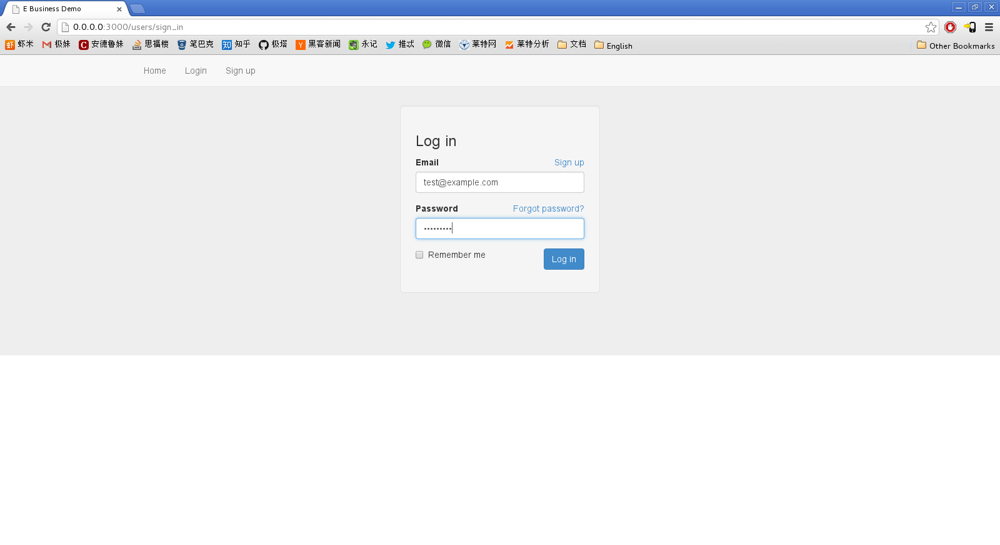 E Business Demo
0.0.0.0:3000/users/sign_in
虾米 极妹 安德鲁妹 思福楼 笔巴克 知乎 极塔 黑客新闻 永记 推忒 微信 莱特网 莱特分析 文档 English Other Bookmarks
Home Login Sign up
Log in
Email Sign up
test@example.com
Password Forgot password?
Remember me Log in